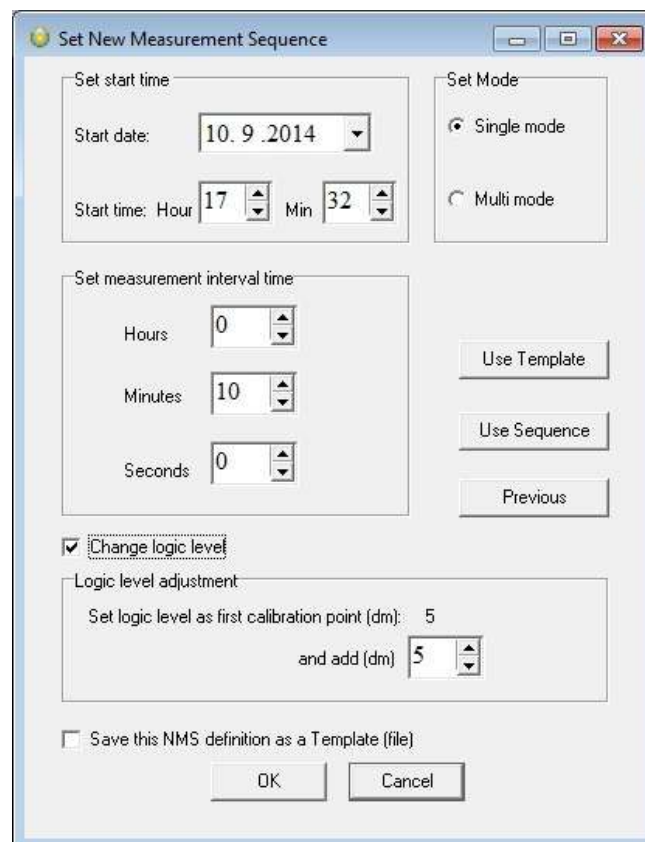 Set New Measurement Sequence
Set start time
Start date: 10. 9 .2014
Start time: Hour 17 Min 32
Set Mode
Single mode
Multi mode
Set measurement interval time
Hours 0
Minutes 10
Seconds 0
Use Template
Use Sequence
Previous
Change logic level
Logic level adjustment
Set logic level as first calibration point (dm): 5
and add (dm) 5
Save this NMS definition as a Template (file)
OK
Cancel